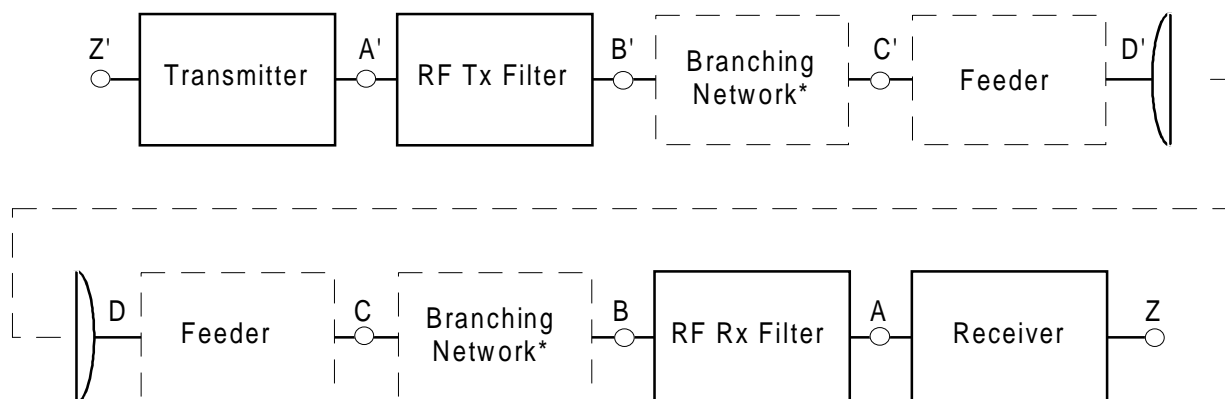 Z'
Transmitter
A'
RF Tx Filter
B'
Branching
Network*
C'
Feeder
D'
D
Feeder
C
Branching
Network*
B
RF Rx Filter
A
Receiver
Z